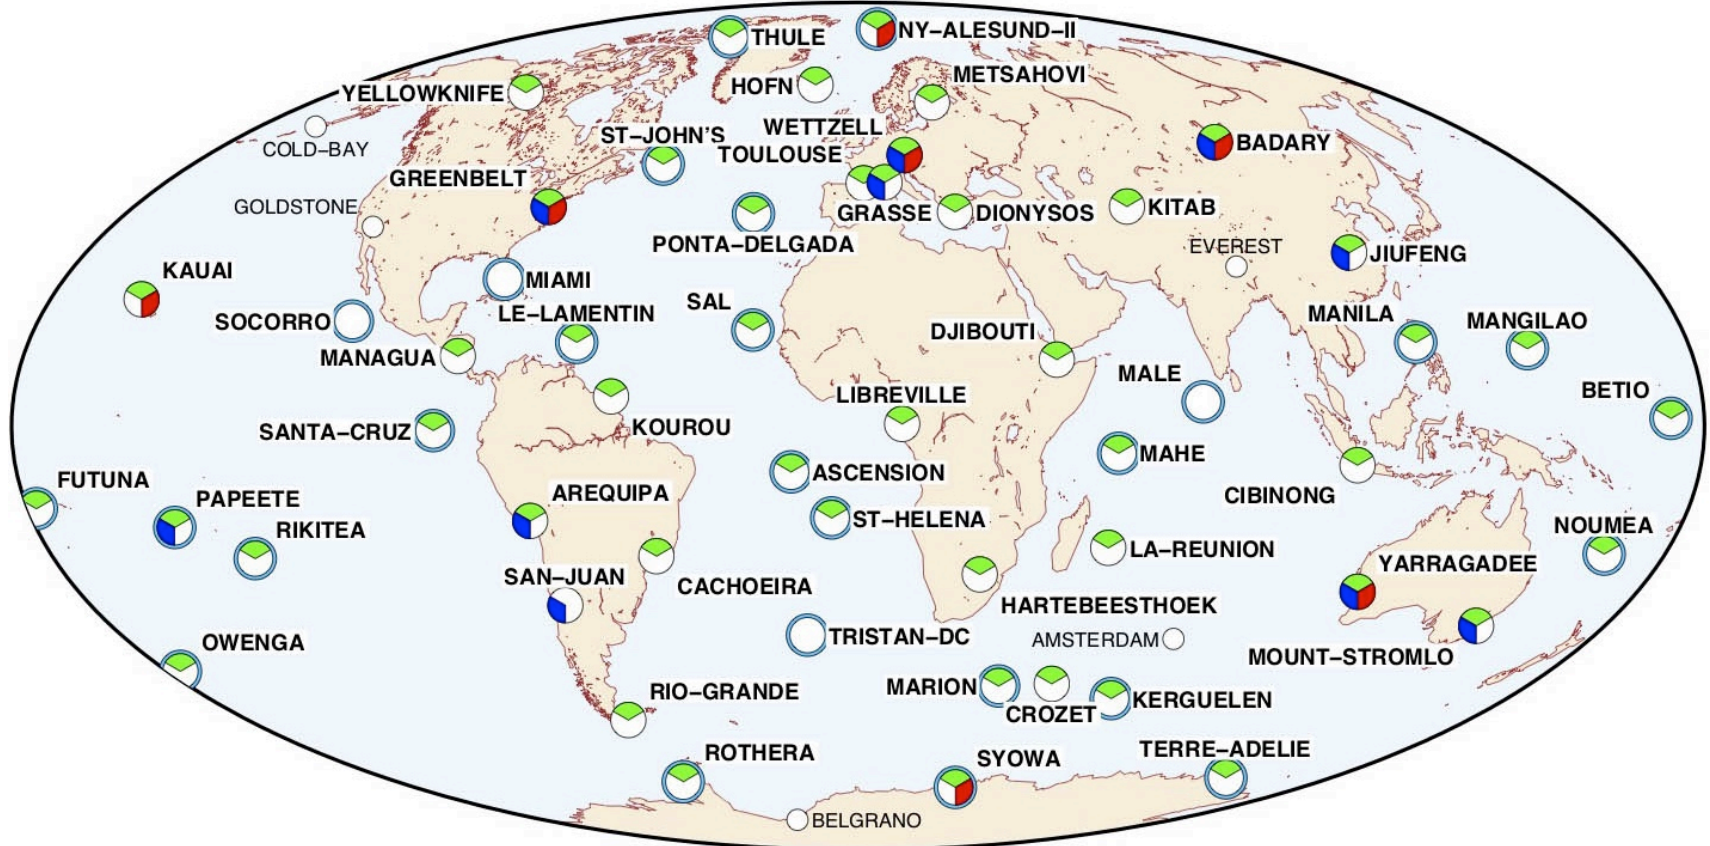 THULE
NY–ALESUND–II
HOFN
METSAHOVI
YELLOWKNIFE
COLD–BAY
ST–JOHN'S
WETTZELL
TOULOUSE
BADARY
GREENBELT
GOLDSTONE
GRASSE
DIONYSOS
KITAB
PONTA–DELGADA
EVEREST
JIUFENG
KAUAI
MIAMI
SOCORRO
LE–LAMENTIN
SAL
MANILA
MANGILAO
MANAGUA
DJIBOUTI
MALE
BETIO
LIBREVILLE
SANTA–CRUZ
KOUROU
MAHE
FUTUNA
PAPEETE
RIKITEA
AREQUIPA
ASCENSION
ST–HELENA
CIBINONG
NOUMEA
LA–REUNION
YARRAGADEE
SAN–JUAN
CACHOEIRA
HARTEBEESTHOEK
OWENGA
TRISTAN–DC
AMSTERDAM
MOUNT–STROMLO
RIO–GRANDE
MARION
CROZET
KERGUELEN
ROTHERA
SYOWA
TERRE–ADELIE
BELGRANO